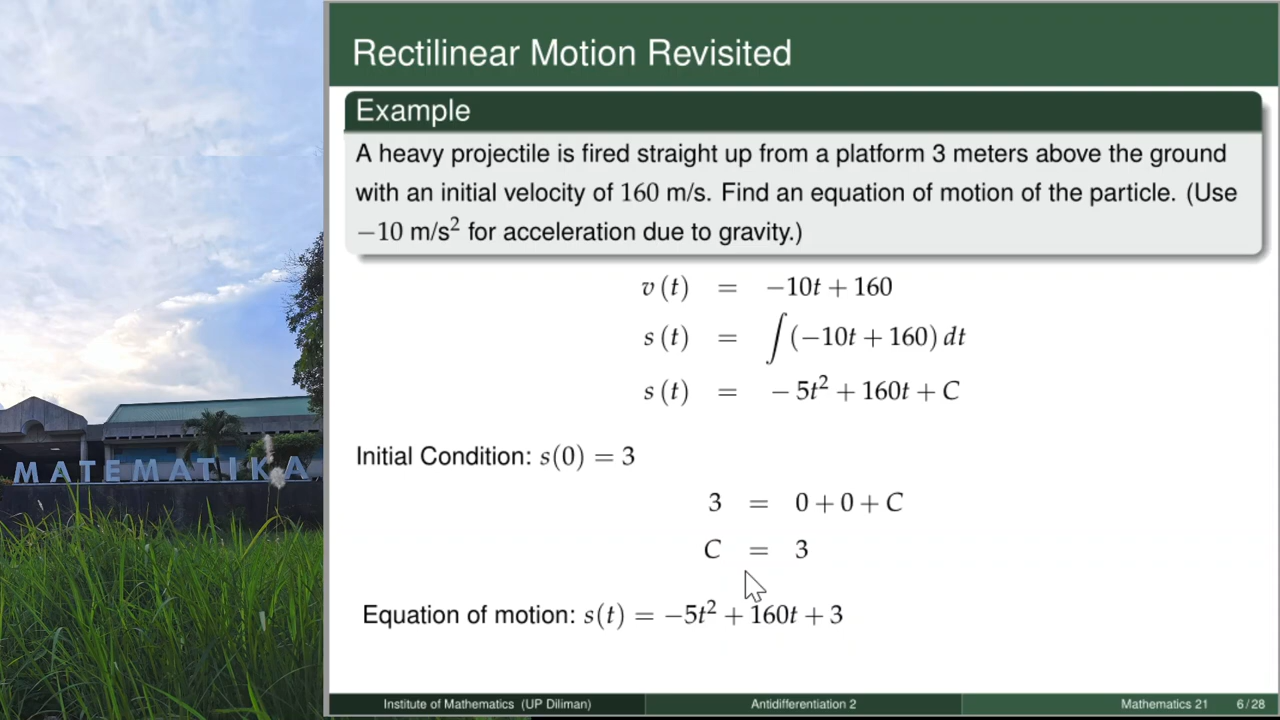 Rectilinear Motion Revisited
Example
A heavy projectile is fired straight up from a platform 3 meters above the ground
with an initial velocity of 160 m/s. Find an equation of motion of the particle. (Use
−10 m/s² for acceleration due to gravity.)
v(t) = −10t + 160
s(t) = ∫(−10t + 160) dt
s(t) = −5t² + 160t + C
Initial Condition: s(0) = 3
3 = 0 + 0 + C
C = 3
Equation of motion: s(t) = −5t² + 160t + 3
MATEMATIKA
Institute of Mathematics (UP Diliman) Antidifferentiation 2 Mathematics 21 6 / 28